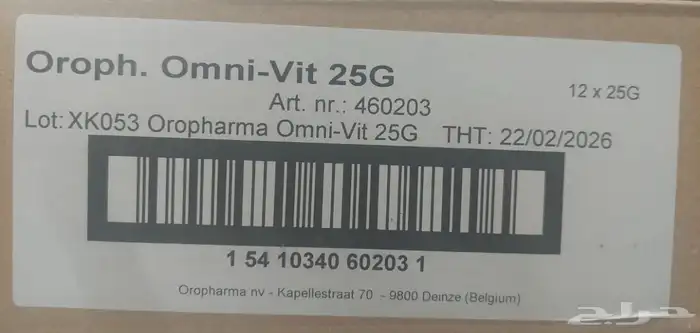 Oroph. Omni-Vit 25G
12 x 25G
Art. nr.: 460203
Lot: XK053 Oropharma Omni-Vit 25G THT: 22/02/2026
1 54 10340 60203 1
Oropharma nv - Kapellestraat 70 - 9800 Deinze (Belgium)
حراج